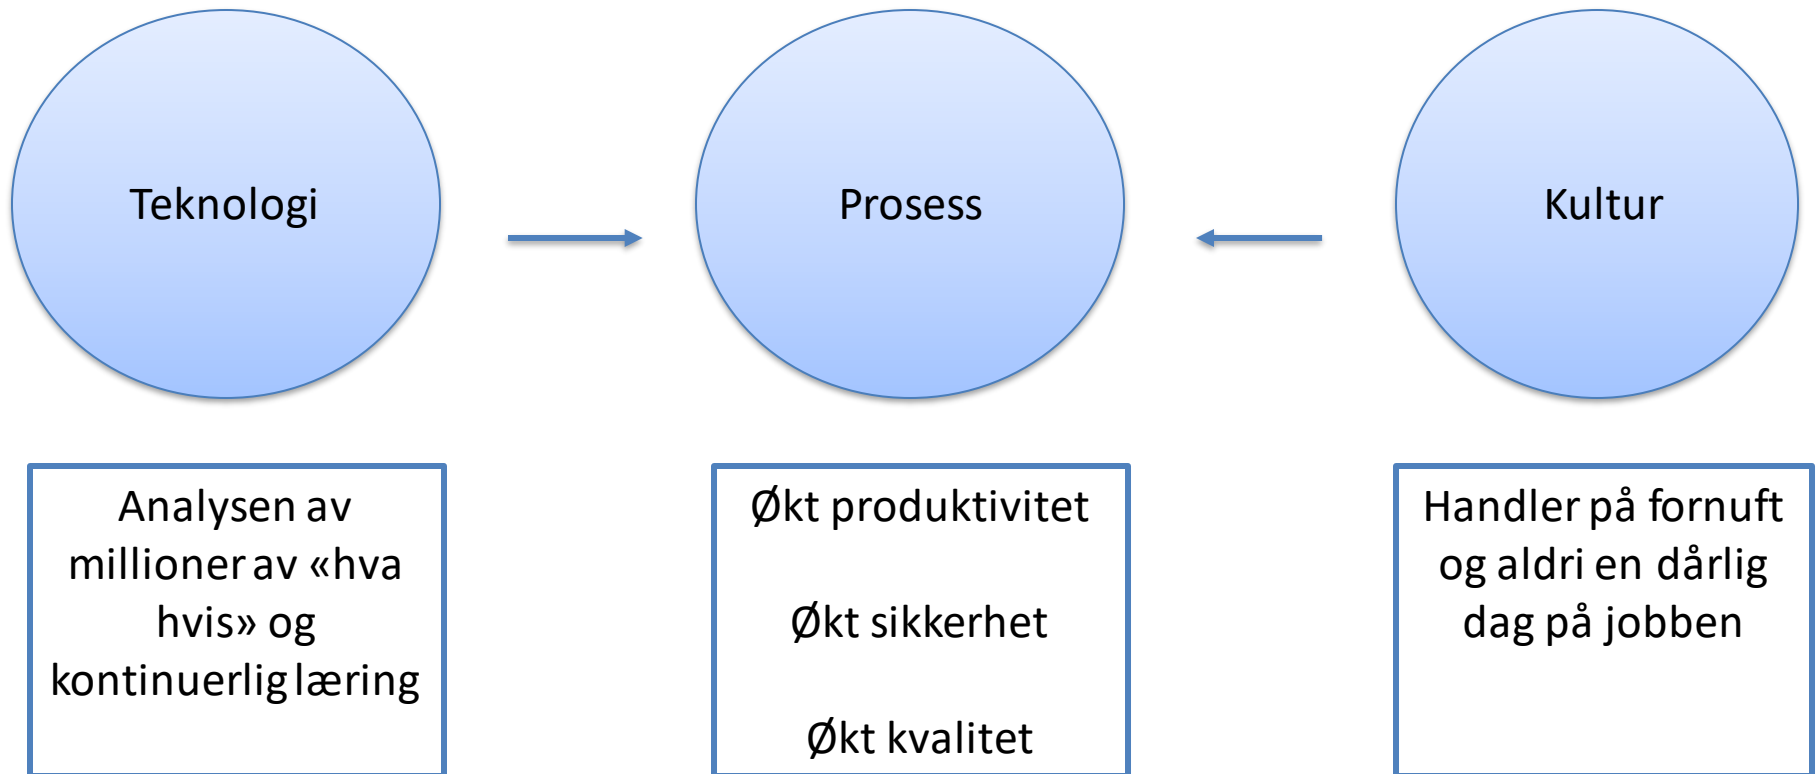 Teknologi
Prosess
Kultur
Analysen av
millioner av «hva
hvis» og
kontinuerlig læring
Økt produktivitet
Økt sikkerhet
Økt kvalitet
Handler på fornuft
og aldri en dårlig
dag på jobben